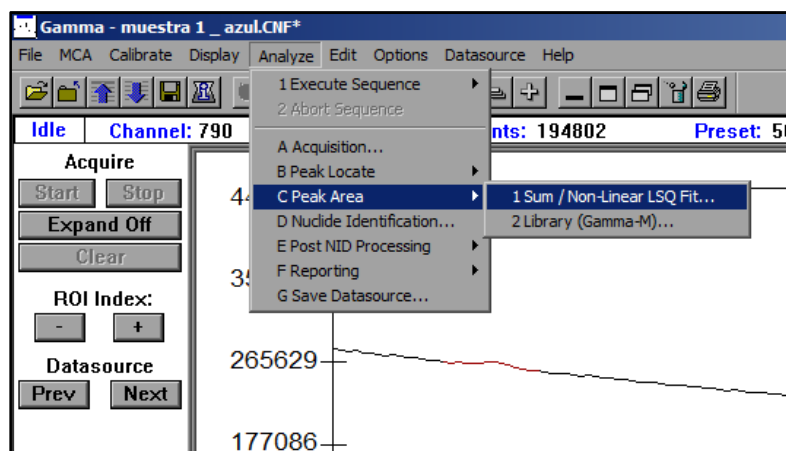 Gamma - muestra 1 _ azul.CNF*
File MCA Calibrate Display Analyze Edit Options Datasource Help
1 Execute Sequence
2 Abort Sequence
Idle Channel: 790 nts: 194802 Preset: 50
A Acquisition...
B Peak Locate
C Peak Area
1 Sum / Non-Linear LSQ Fit...
2 Library (Gamma-M)...
D Nuclide Identification...
E Post NID Processing
F Reporting
G Save Datasource...
Acquire
Start Stop
Expand Off
Clear
ROI Index:
- +
Datasource
Prev Next
44
35
265629
177086